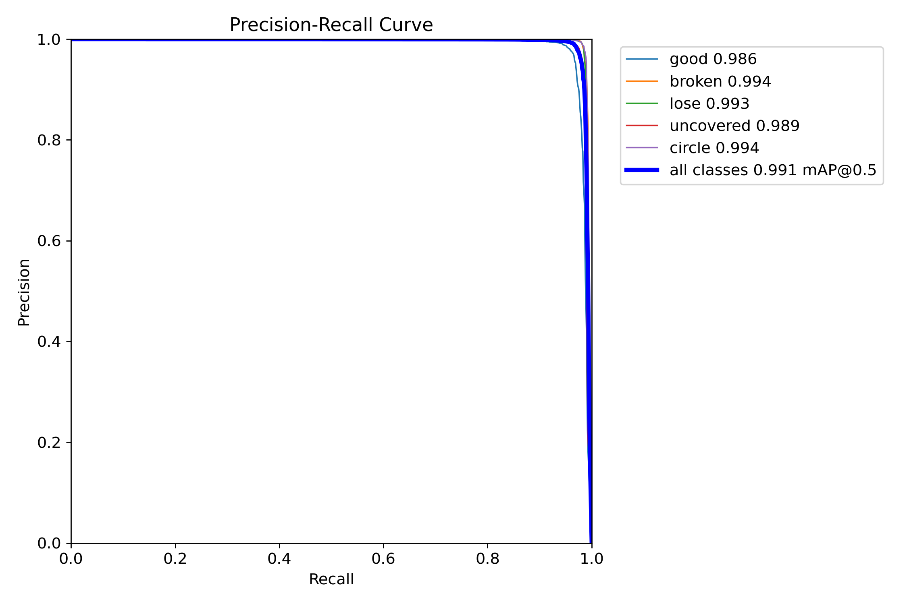 Precision-Recall Curve
1.0
0.8
0.6
0.4
0.2
0.0
Precision
0.0 0.2 0.4 0.6 0.8 1.0
Recall
good 0.986
broken 0.994
lose 0.993
uncovered 0.989
circle 0.994
all classes 0.991 mAP@0.5